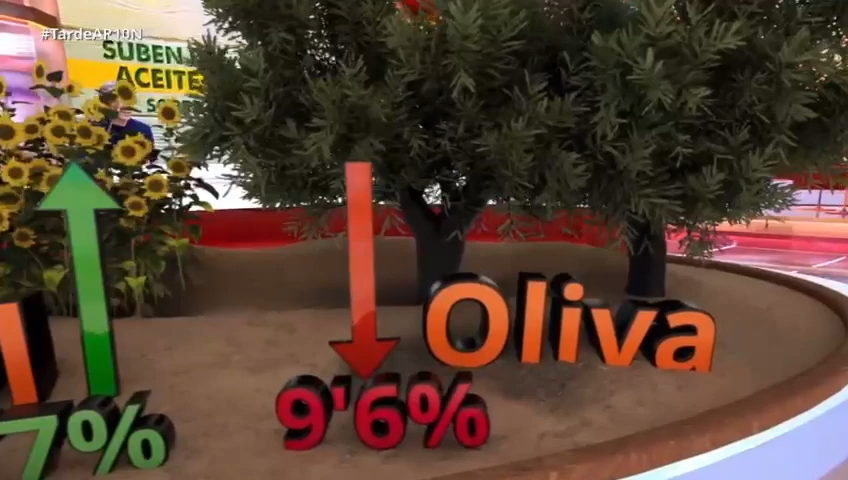 #TardeAR10N
SUBEN
ACEITE
Oliva
7%
9'6%